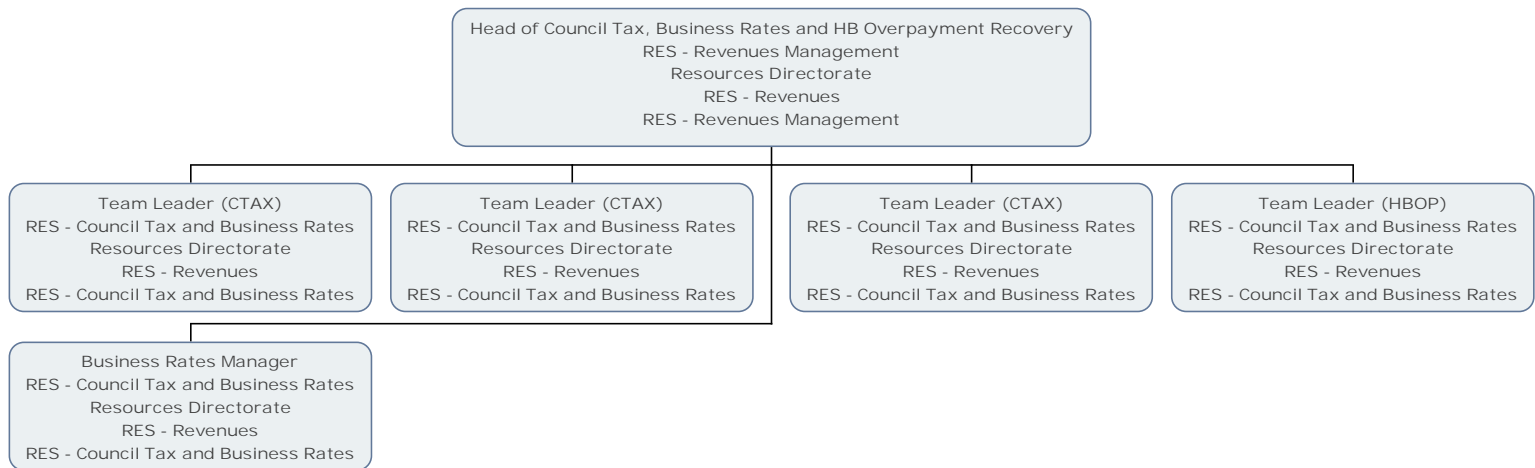 Head of Council Tax, Business Rates and HB Overpayment Recovery
RES - Revenues Management
Resources Directorate
RES - Revenues
RES - Revenues Management
Team Leader (CTAX)
RES - Council Tax and Business Rates
Resources Directorate
RES - Revenues
RES - Council Tax and Business Rates
Team Leader (CTAX)
RES - Council Tax and Business Rates
Resources Directorate
RES - Revenues
RES - Council Tax and Business Rates
Team Leader (CTAX)
RES - Council Tax and Business Rates
Resources Directorate
RES - Revenues
RES - Council Tax and Business Rates
Team Leader (HBOP)
RES - Council Tax and Business Rates
Resources Directorate
RES - Revenues
RES - Council Tax and Business Rates
Business Rates Manager
RES - Council Tax and Business Rates
Resources Directorate
RES - Revenues
RES - Council Tax and Business Rates